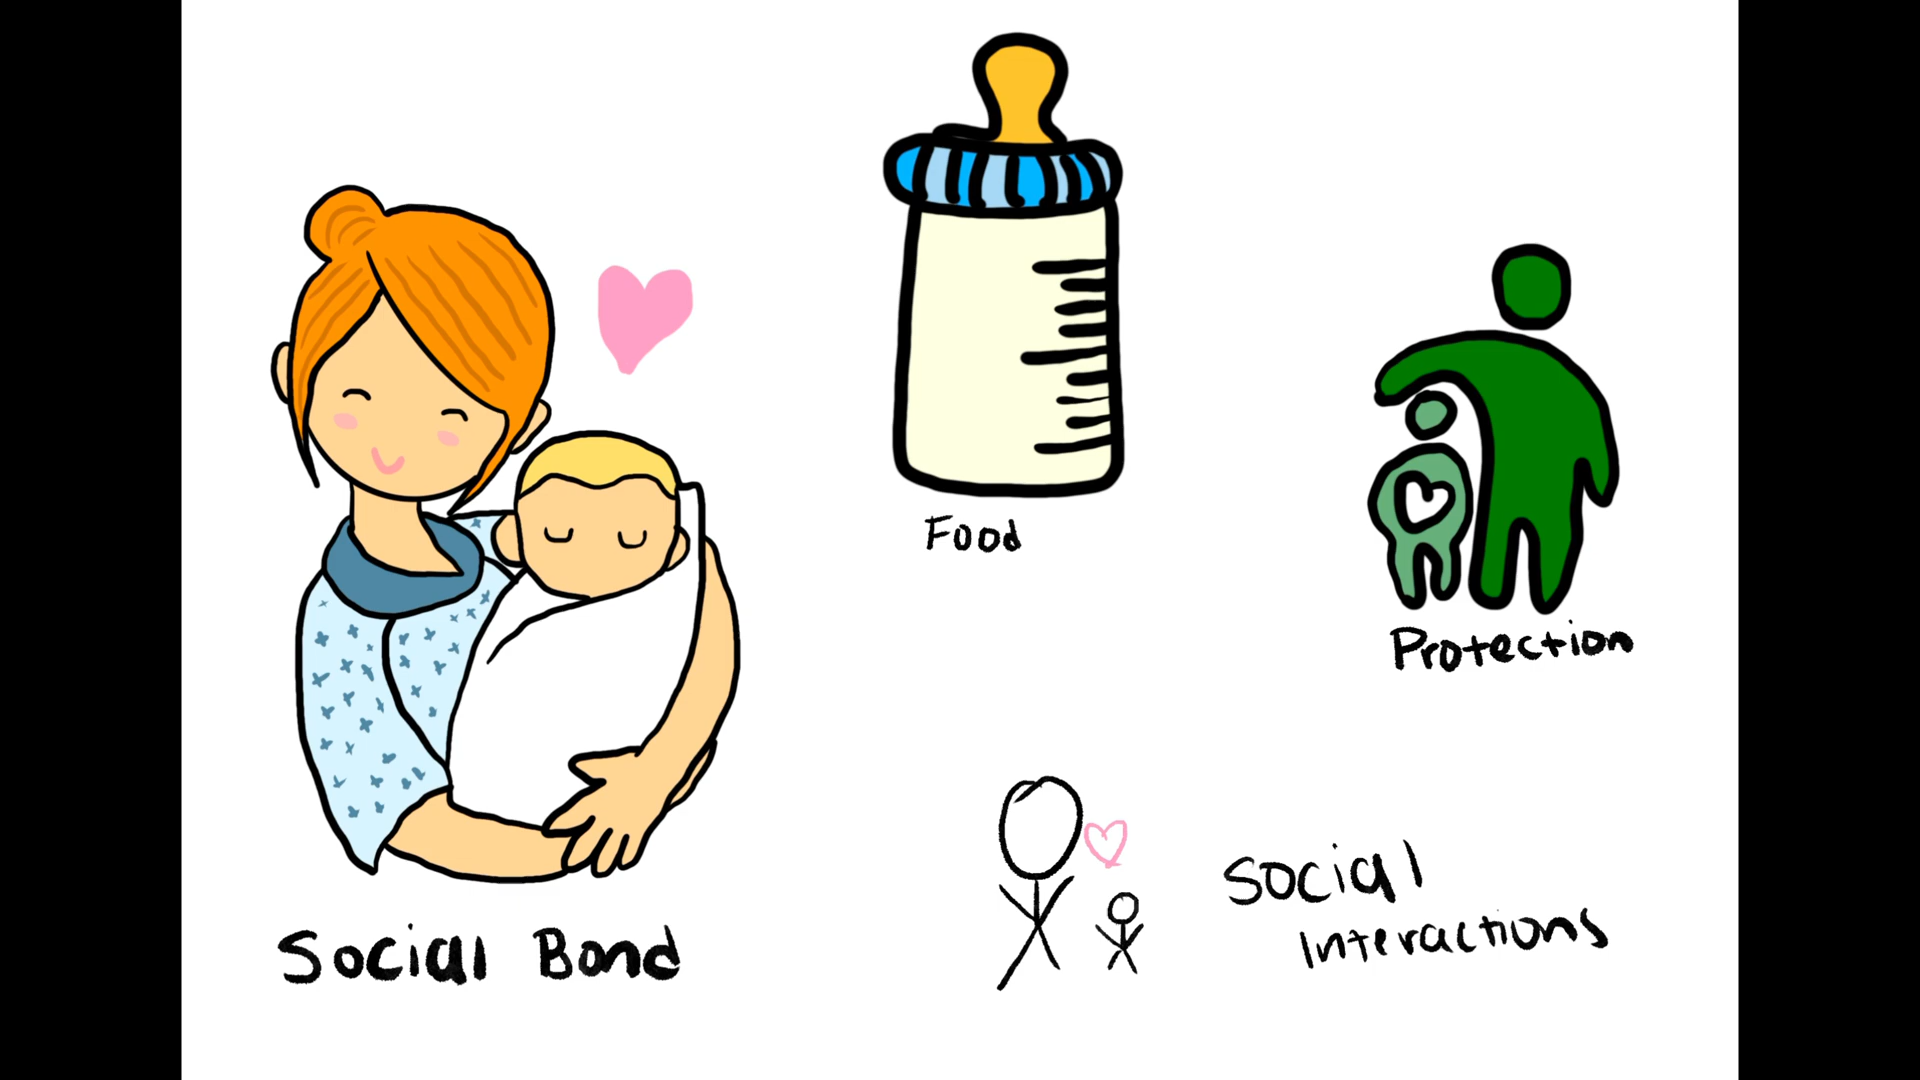 Food
Protection
Social
Interactions
Social Bond